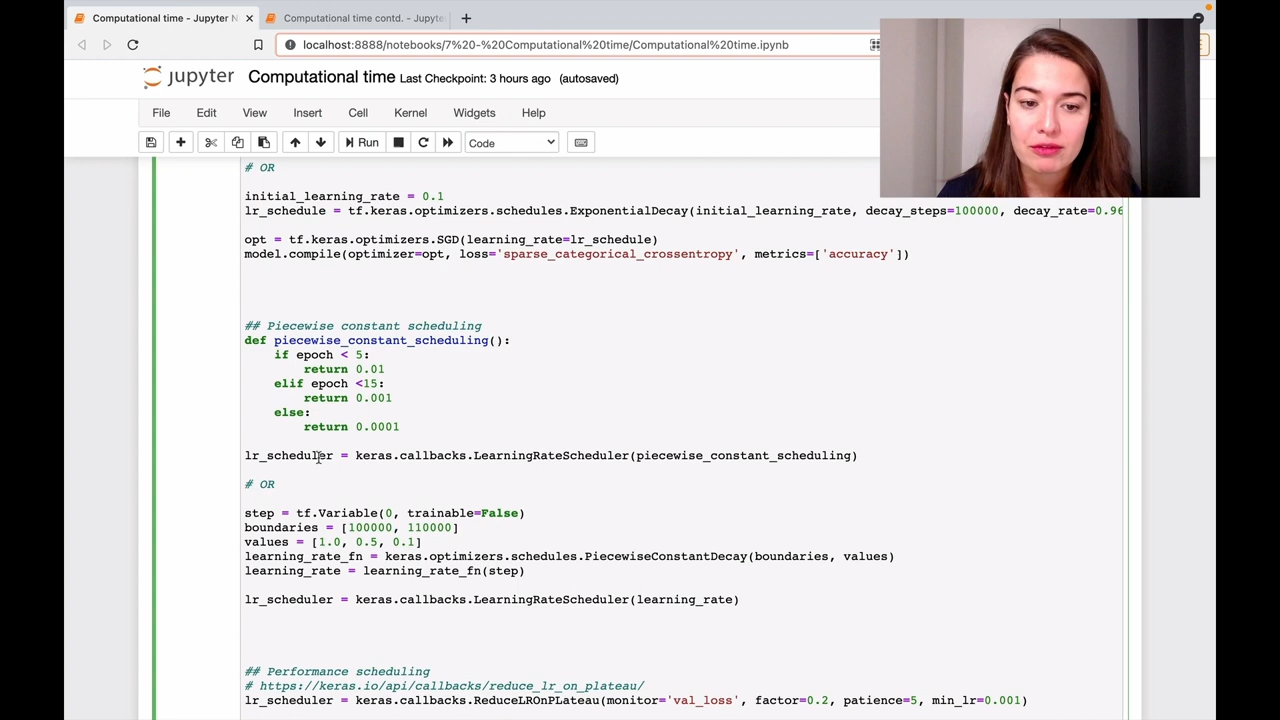 Computational time - Jupyter N
Computational time contd. - Jupyte
localhost:8888/notebooks/7%20-%20Computational%20time/Computational%20time.ipynb
jupyter Computational time Last Checkpoint: 3 hours ago (autosaved)
File Edit View Insert Cell Kernel Widgets Help
Run Code
# OR
initial_learning_rate = 0.1
lr_schedule = tf.keras.optimizers.schedules.ExponentialDecay(initial_learning_rate, decay_steps=100000, decay_rate=0.96
opt = tf.keras.optimizers.SGD(learning_rate=lr_schedule)
model.compile(optimizer=opt, loss='sparse_categorical_crossentropy', metrics=['accuracy'])
## Piecewise constant scheduling
def piecewise_constant_scheduling():
if epoch < 5:
return 0.01
elif epoch <15:
return 0.001
else:
return 0.0001
lr_scheduler = keras.callbacks.LearningRateScheduler(piecewise_constant_scheduling)
# OR
step = tf.Variable(0, trainable=False)
boundaries = [100000, 110000]
values = [1.0, 0.5, 0.1]
learning_rate_fn = keras.optimizers.schedules.PiecewiseConstantDecay(boundaries, values)
learning_rate = learning_rate_fn(step)
lr_scheduler = keras.callbacks.LearningRateScheduler(learning_rate)
## Performance scheduling
# https://keras.io/api/callbacks/reduce_lr_on_plateau/
lr_scheduler = keras.callbacks.ReduceLROnPLateau(monitor='val_loss', factor=0.2, patience=5, min_lr=0.001)